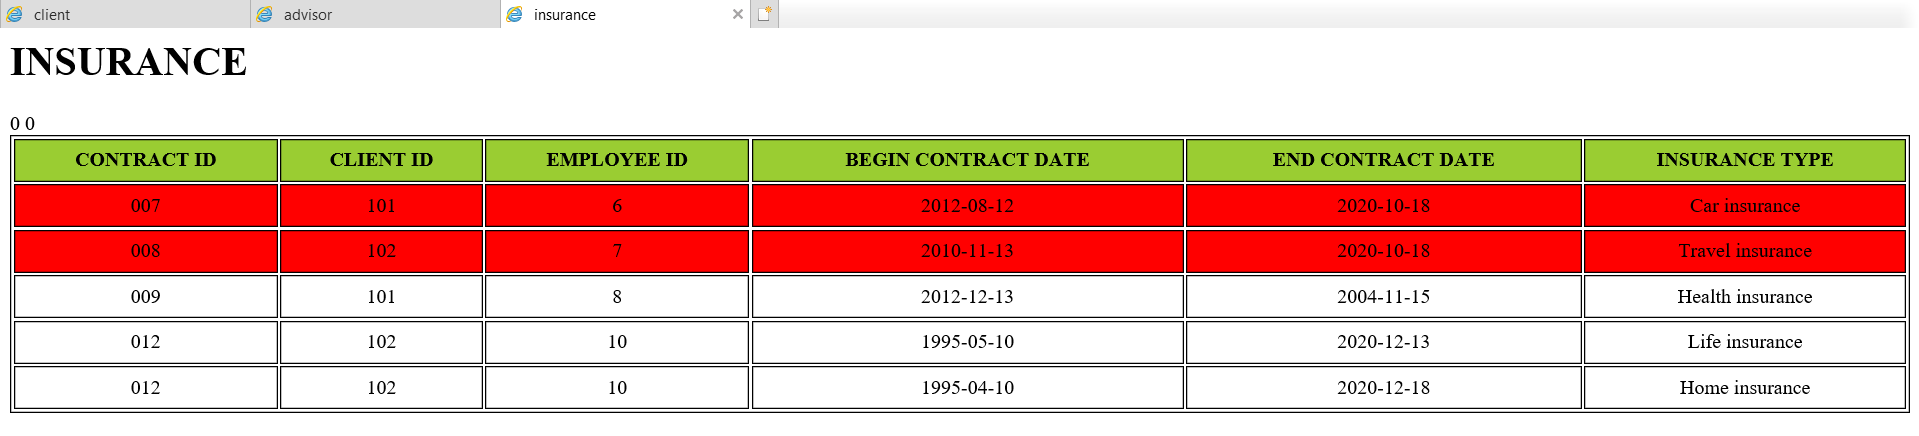 client advisor insurance
INSURANCE
0 0
CONTRACT ID CLIENT ID EMPLOYEE ID BEGIN CONTRACT DATE END CONTRACT DATE INSURANCE TYPE
007 101 6 2012-08-12 2020-10-18 Car insurance
008 102 7 2010-11-13 2020-10-18 Travel insurance
009 101 8 2012-12-13 2004-11-15 Health insurance
012 102 10 1995-05-10 2020-12-13 Life insurance
012 102 10 1995-04-10 2020-12-18 Home insurance